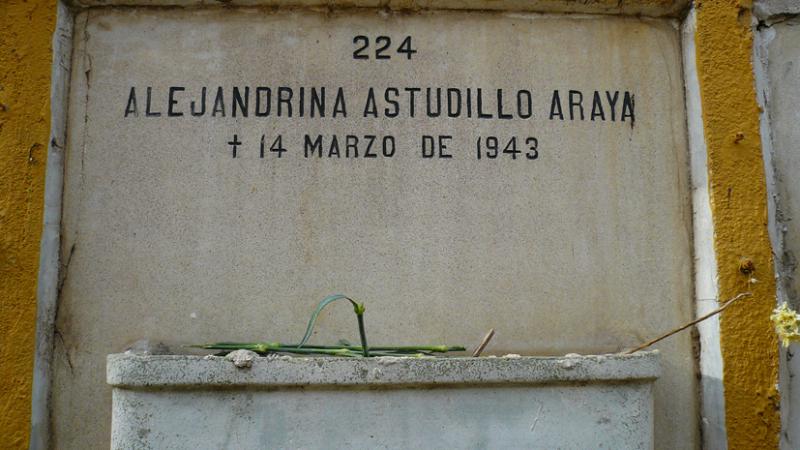 224
ALEJANDRINA ASTUDILLO ARAYA
† 14 MARZO DE 1943